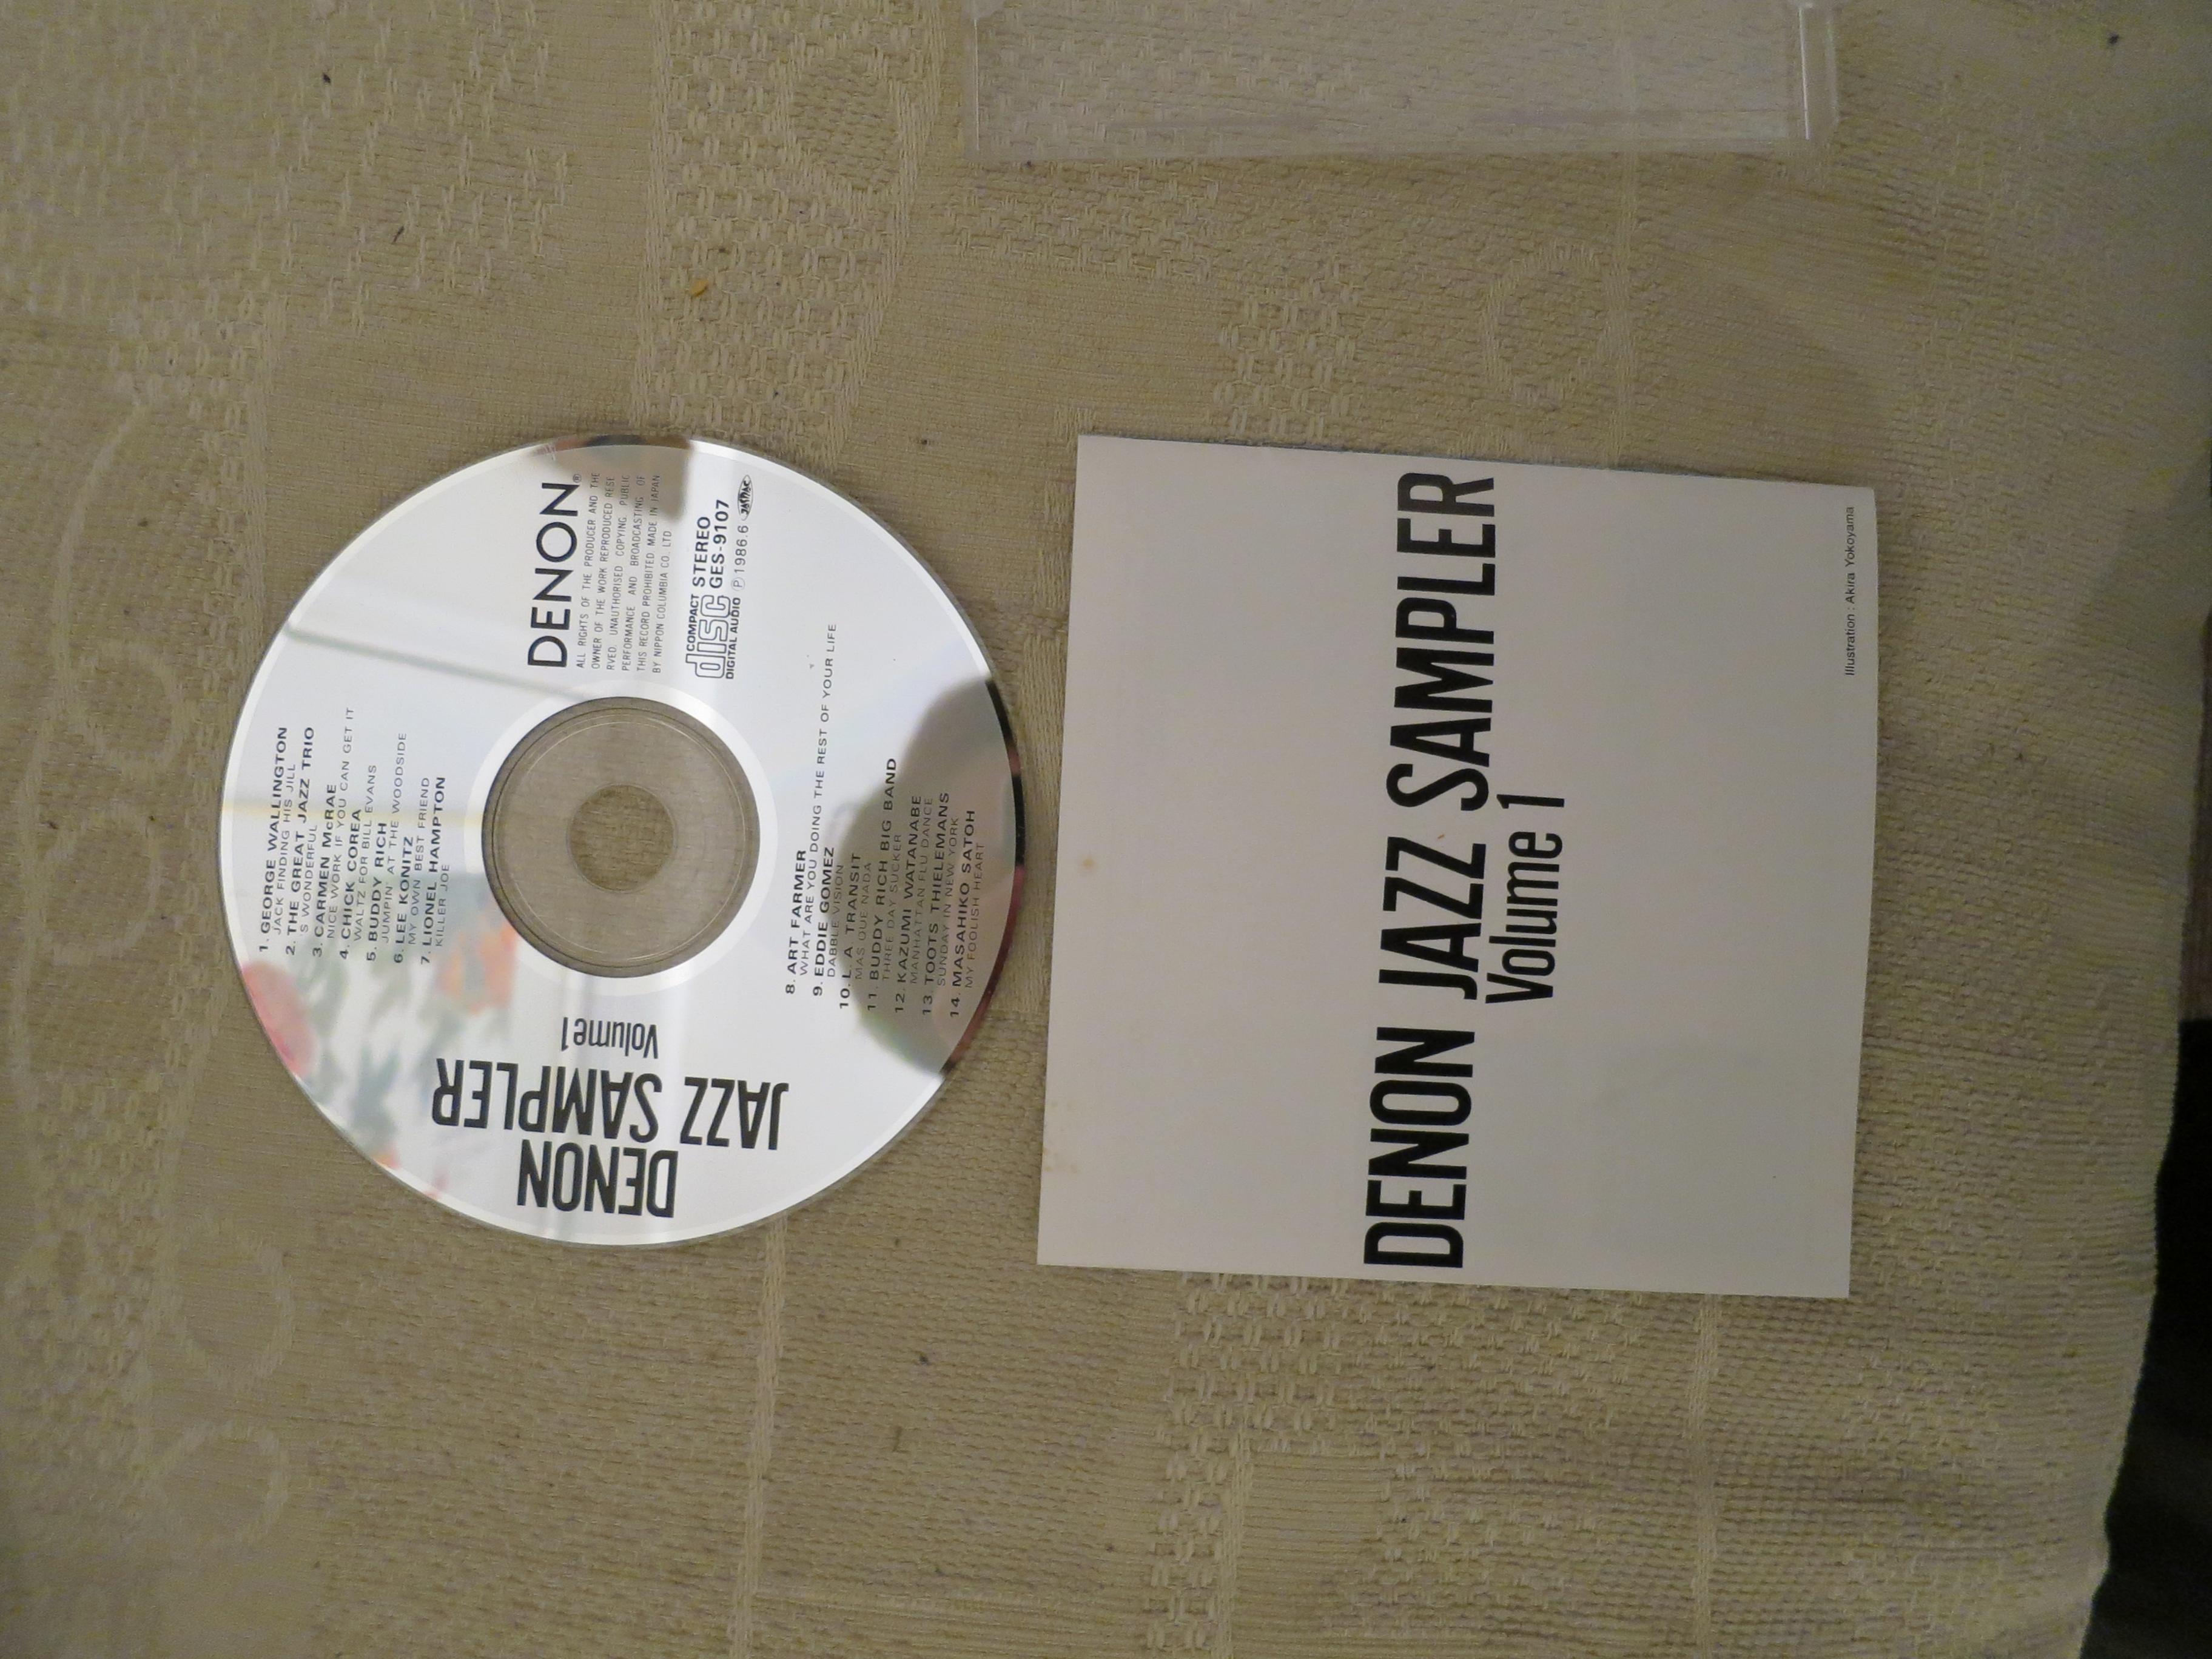 DENON®
ALL RIGHTS OF THE PRODUCER AND THE
OWNER OF THE WORK REPRODUCED RESE
RVED. UNAUTHORISED COPYING PUBLIC
PERFORMANCE AND BROADCASTING OF
THIS RECORD PROHIBITED MADE IN JAPAN
BY NIPPON COLUMBIA CO. LTD
COMPACT disc DIGITAL AUDIO
STEREO
GES-9107
Ⓟ1986.6
JASRAC
1. GEORGE WALLINGTON
JACK FINDING HIS JILL
2. THE GREAT JAZZ TRIO
S WONDERFUL
3. CARMEN McRAE
NICE WORK IF YOU CAN GET IT
4. CHICK COREA
WALTZ FOR BILL EVANS
5. BUDDY RICH
JUMPIN' AT THE WOODSIDE
6. LEE KONITZ
MY OWN BEST FRIEND
7. LIONEL HAMPTON
KILLER JOE
8. ART FARMER
WHAT ARE YOU DOING THE REST OF YOUR LIFE
9. EDDIE GOMEZ
DABBLE VISION
10. L. A TRANSIT
MAS QUE NADA
11. BUDDY RICH BIG BAND
THREE DAY SUCKER
12. KAZUMI WATANABE
MANHATTAN FLU DANCE
13. TOOTS THIELEMANS
SUNDAY IN NEW YORK
14. MASAHIKO SATOH
MY FOOLISH HEART
DENON
JAZZ SAMPLER
Volume 1
DENON JAZZ SAMPLER
Volume 1
Illustration : Akira Yokoyama